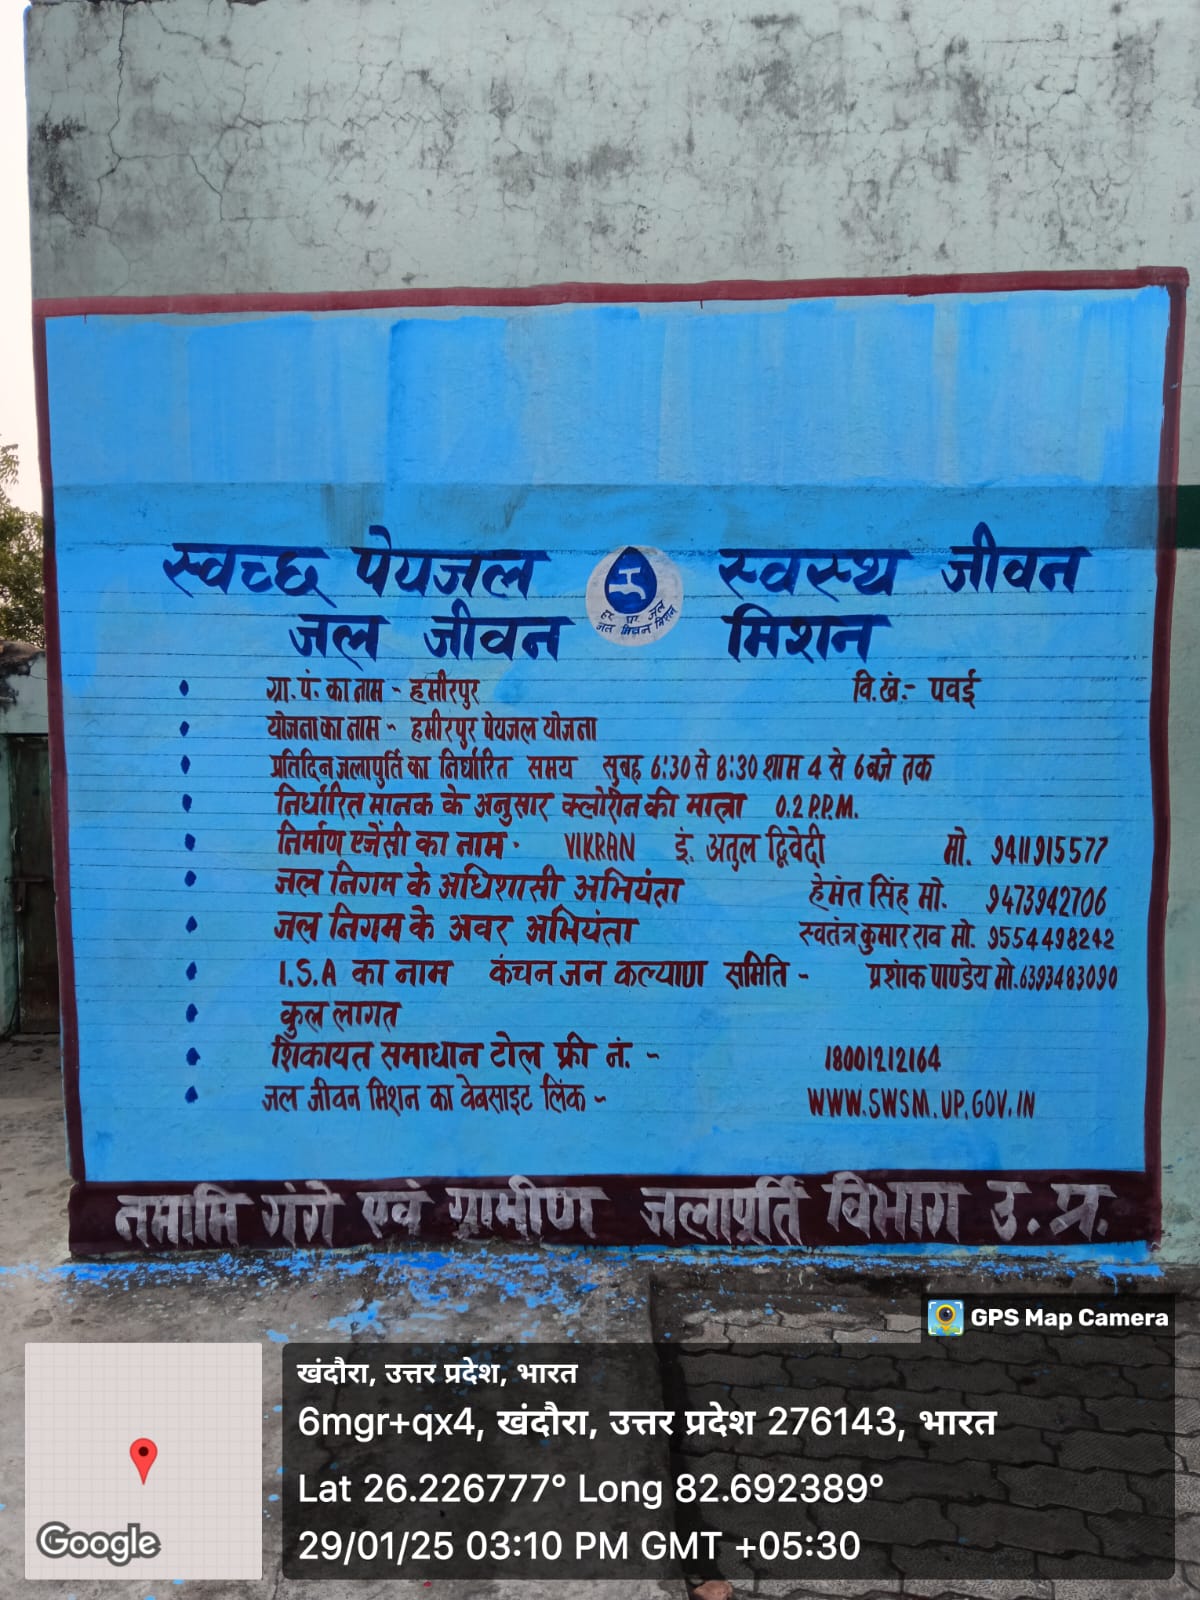 स्वच्छ पेयजल स्वस्थ जीवन
जल जीवन मिशन
हर घर जल
जल जीवन मिशन
ग्रा. पं. का नाम - हमीरपुर वि.खं:- पवई
योजना का नाम - हमीरपुर पेयजल योजना
प्रतिदिन जलापुर्ति का निर्धारित समय सुबह 6:30 से 8:30 शाम 4 से 6 बजे तक
निर्धारित मानक के अनुसार क्लोरीन की मात्रा 0.2 P.P.M.
निर्माण एजेंसी का नाम - VIKRAN इं. अतुल द्विवेदी मो. 9411915577
जल निगम के अधिशासी अभियंता हेमंत सिंह मो. 9473942706
जल निगम के अवर अभियंता स्वतंत्र कुमार राव मो. 9554498242
I.S.A का नाम कंचन जन कल्याण समिति - प्रशांक पाण्डेय मो. 6393483090
कुल लागत
शिकायत समाधान टोल फ्री नं. - 18001212164
जल जीवन मिशन का वेबसाइट लिंक - WWW.SWSM.UP.GOV.IN
नमामि गंगे एवं ग्रामीण जलापूर्ति विभाग उ.प्र.
GPS Map Camera
खंदौरा, उत्तर प्रदेश, भारत
6mgr+qx4, खंदौरा, उत्तर प्रदेश 276143, भारत
Lat 26.226777° Long 82.692389°
29/01/25 03:10 PM GMT +05:30
Google